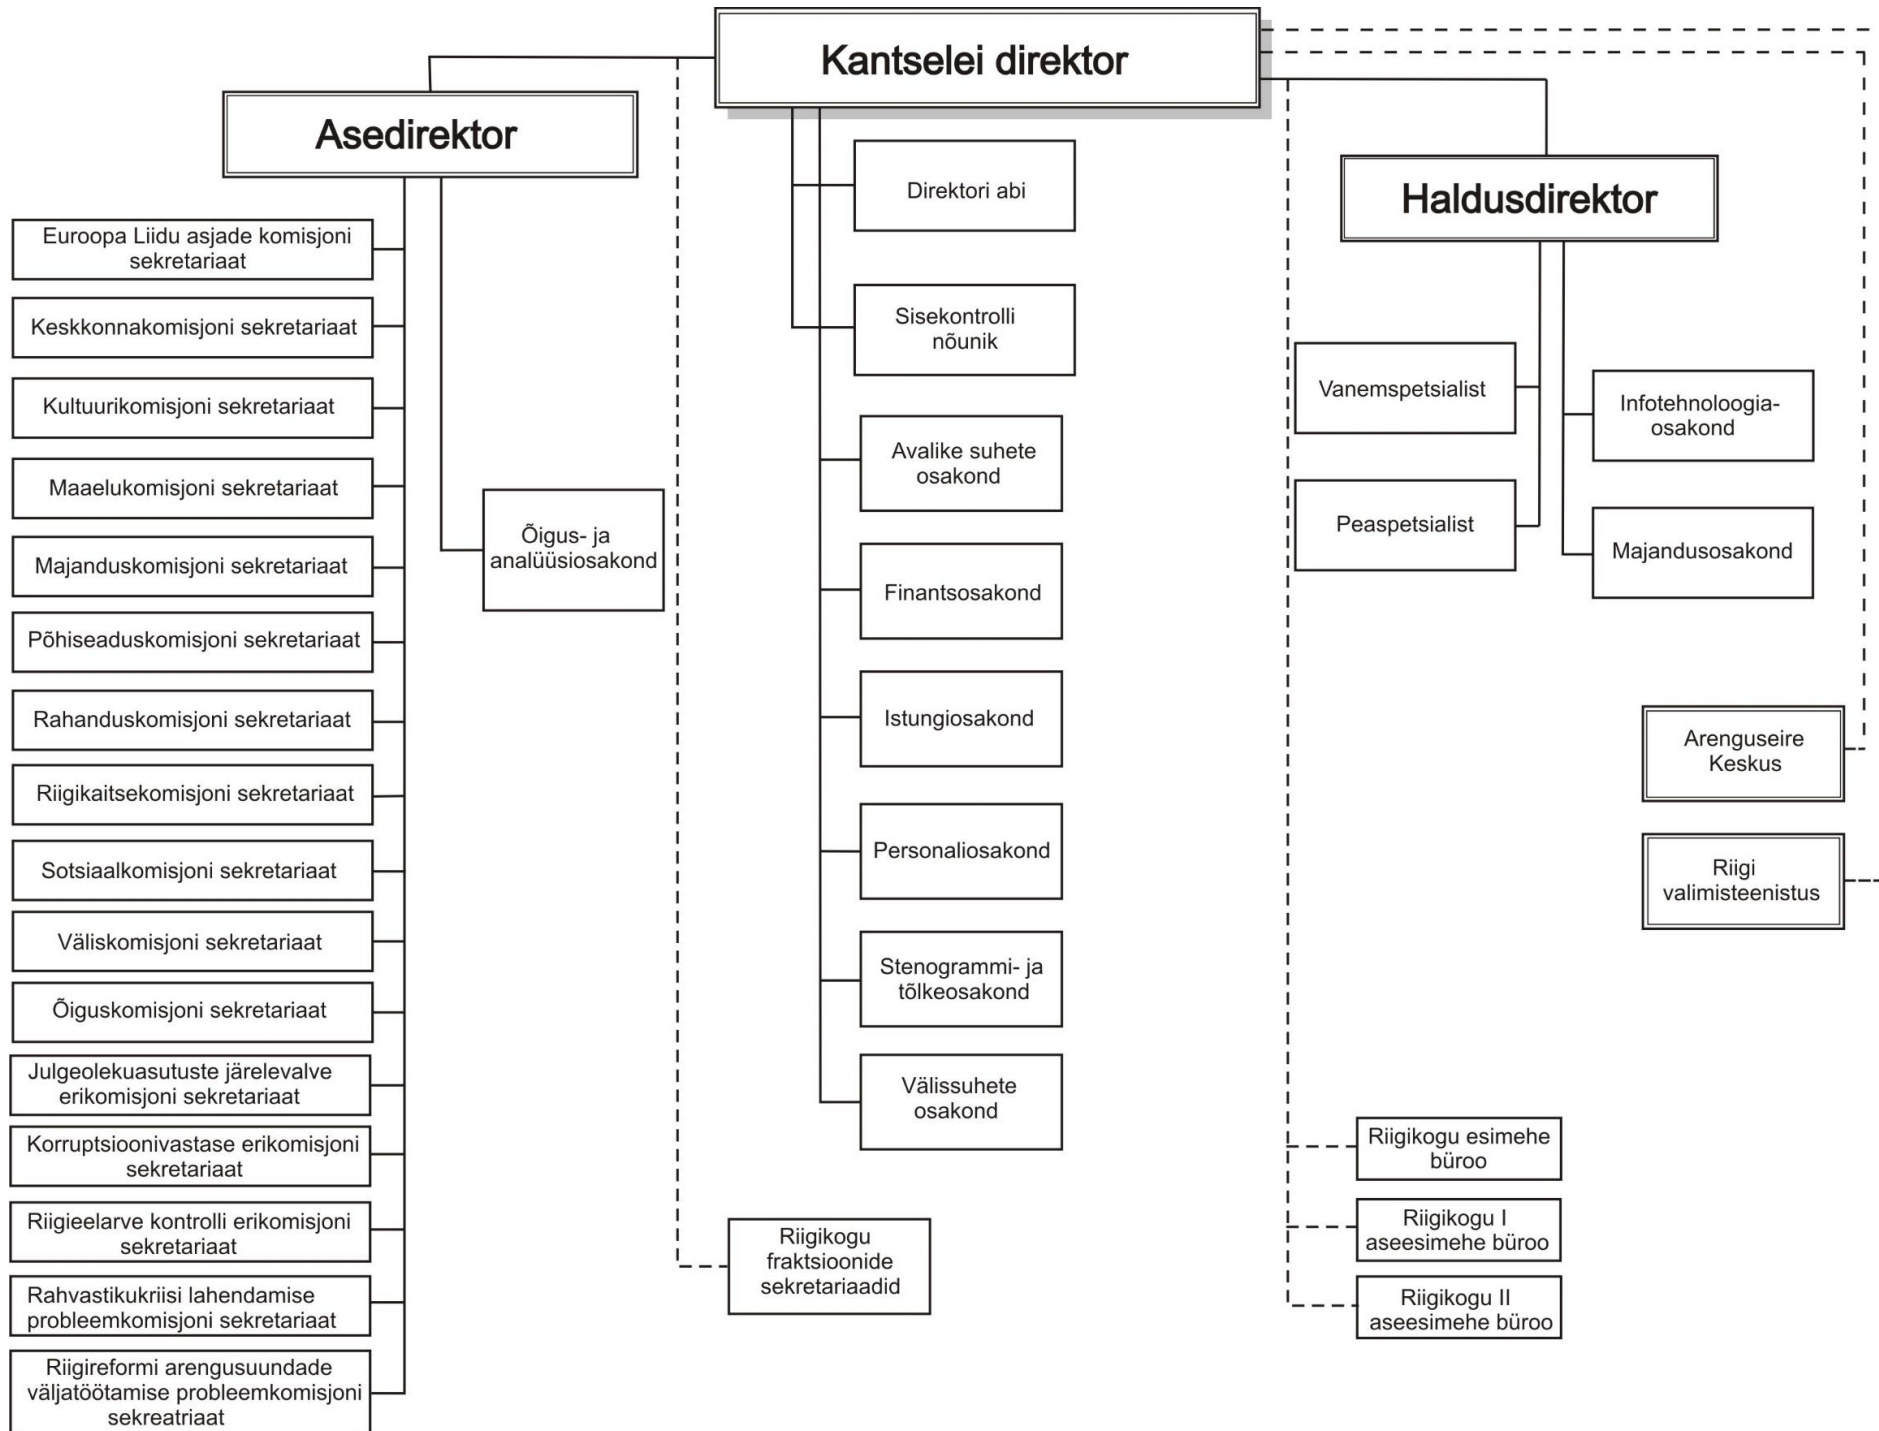 Kantselei direktor
Asedirektor
Haldusdirektor
Euroopa Liidu asjade komisjoni
sekretariaat
Keskkonnakomisjoni sekretariaat
Kultuurikomisjoni sekretariaat
Maaelukomisjoni sekretariaat
Majanduskomisjoni sekretariaat
Põhiseaduskomisjoni sekretariaat
Rahanduskomisjoni sekretariaat
Riigikaitsekomisjoni sekretariaat
Sotsiaalkomisjoni sekretariaat
Väliskomisjoni sekretariaat
Õiguskomisjoni sekretariaat
Julgeolekuasutuste järelevalve
erikomisjoni sekretariaat
Korruptsioonivastase erikomisjoni
sekretariaat
Riigieelarve kontrolli erikomisjoni
sekretariaat
Rahvastikukriisi lahendamise
probleemkomisjoni sekretariaat
Riigireformi arengusuundade
väljatöötamise probleemkomisjoni
sekreatriaat
Õigus- ja
analüüsiosakond
Direktori abi
Sisekontrolli
nõunik
Avalike suhete
osakond
Finantsosakond
Istungiosakond
Personaliosakond
Stenogrammi- ja
tõlkeosakond
Välissuhete
osakond
Riigikogu
fraktsioonide
sekretariaadid
Vanemspetsialist
Peaspetsialist
Infotehnoloogia-
osakond
Majandusosakond
Arenguseire
Keskus
Riigi
valimisteenistus
Riigikogu esimehe
büroo
Riigikogu I
aseesimehe büroo
Riigikogu II
aseesimehe büroo